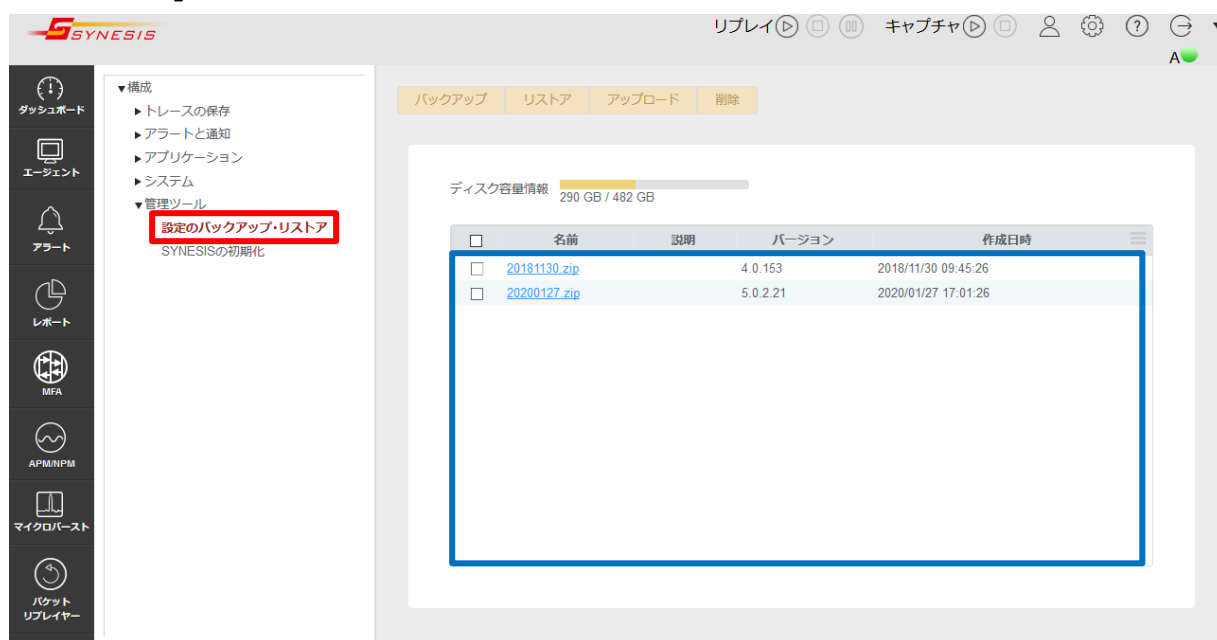 SYNESIS
リプレイ
キャプチャ
A
ダッシュボード
エージェント
アラート
レポート
MFA
APM/NPM
マイクロバースト
パケット
リプレイヤー
▼構成
▶トレースの保存
▶アラートと通知
▶アプリケーション
▶システム
▼管理ツール
設定のバックアップ・リストア
SYNESISの初期化
バックアップ リストア アップロード 削除
ディスク容量情報
290 GB / 482 GB
名前 説明 バージョン 作成日時
20181130.zip 4.0.153 2018/11/30 09:45:26
20200127.zip 5.0.2.21 2020/01/27 17:01:26